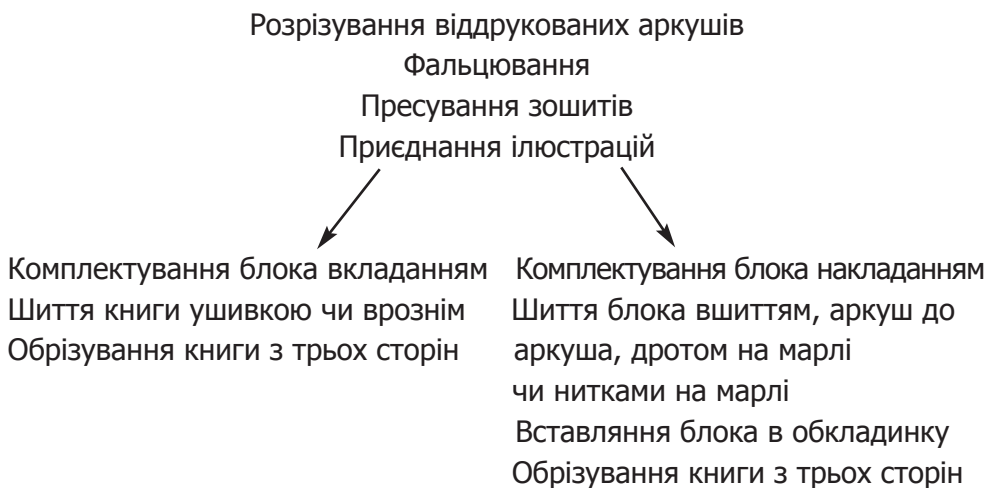 Розрізування віддрукованих аркушів
Фальцювання
Пресування зошитів
Приєднання ілюстрацій
Комплектування блока вкладанням
Шиття книги ушивкою чи врознім
Обрізування книги з трьох сторін
Комплектування блока накладанням
Шиття блока вшиттям, аркуш до
аркуша, дротом на марлі
чи нитками на марлі
Вставляння блока в обкладинку
Обрізування книги з трьох сторін